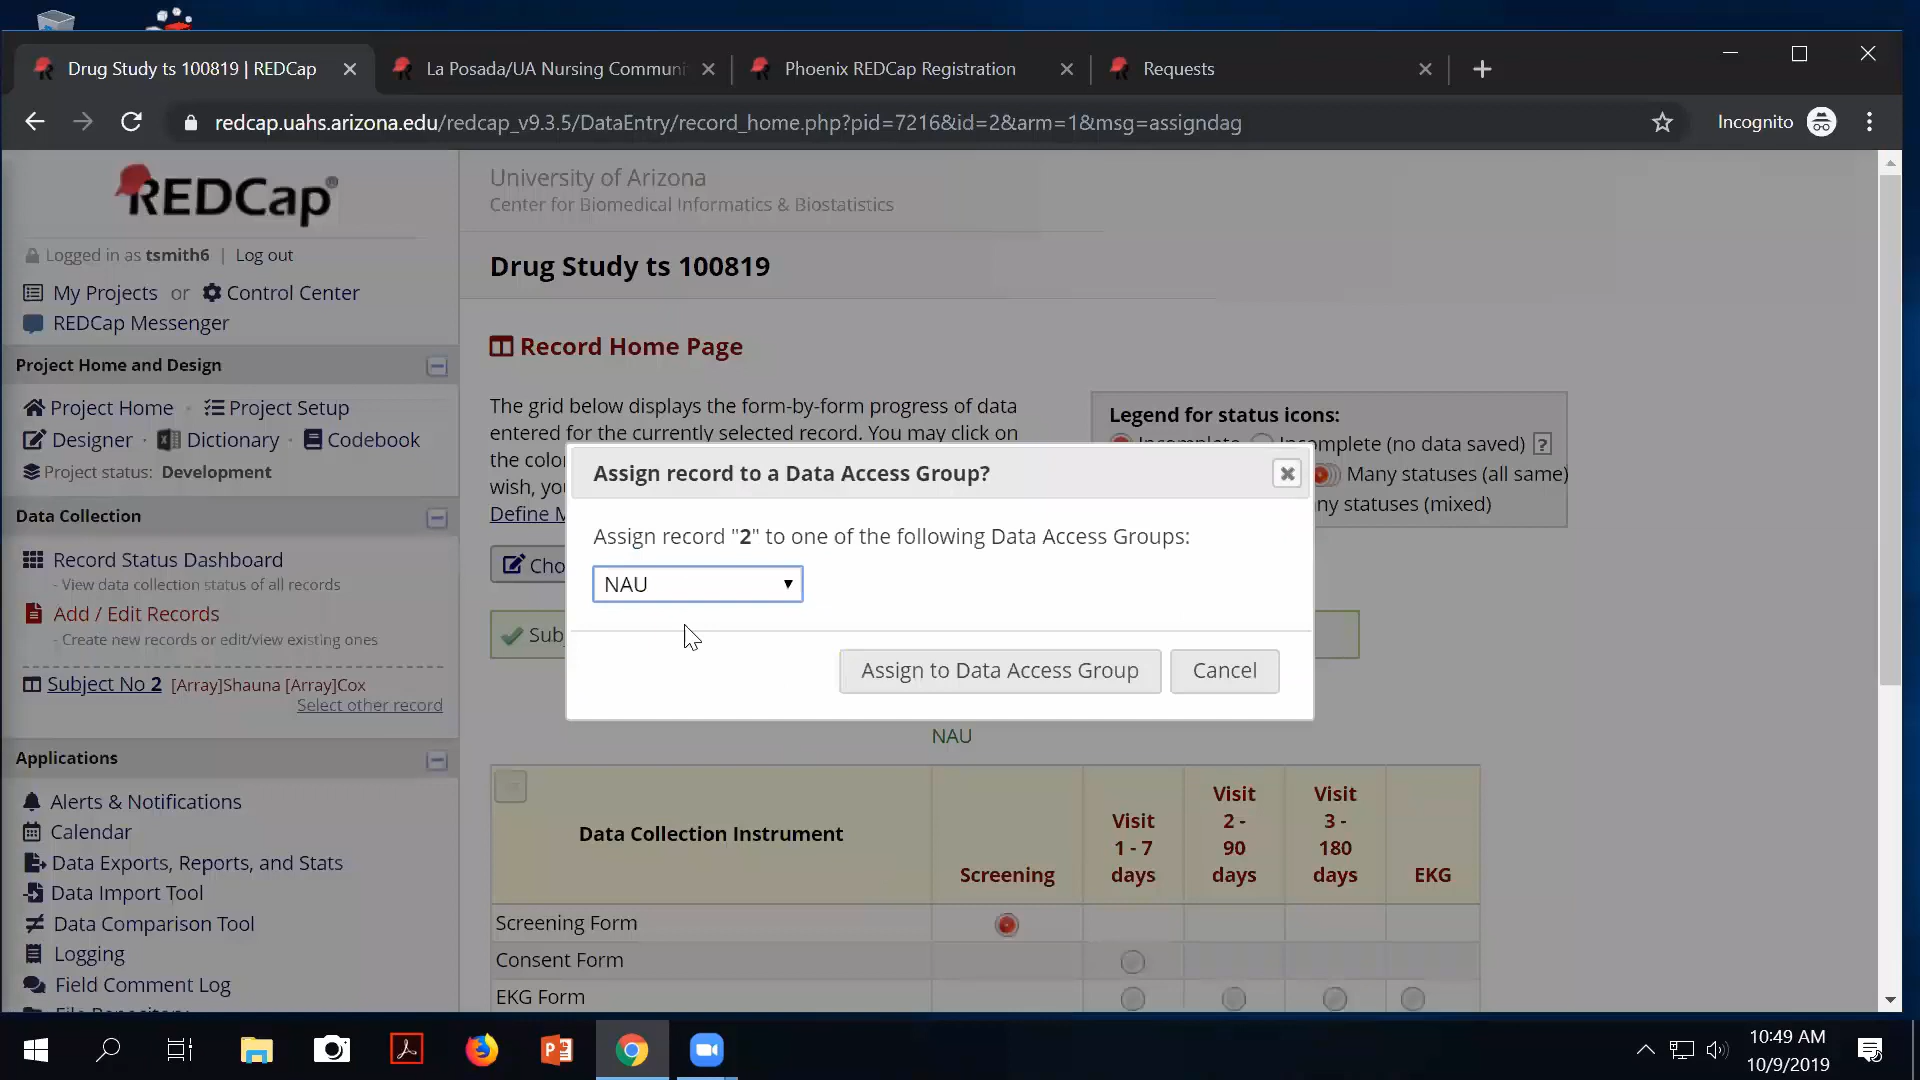 Drug Study ts 100819 | REDCap
La Posada/UA Nursing Communi
Phoenix REDCap Registration
Requests
redcap.uahs.arizona.edu/redcap_v9.3.5/DataEntry/record_home.php?pid=7216&id=2&arm=1&msg=assigndag
Incognito
REDCap®
Logged in as tsmith6 | Log out
My Projects or Control Center
REDCap Messenger
Project Home and Design
Project Home · Project Setup
Designer · Dictionary · Codebook
Project status: Development
Data Collection
Record Status Dashboard
- View data collection status of all records
Add / Edit Records
- Create new records or edit/view existing ones
Subject No 2 [Array]Shauna [Array]Cox
Select other record
Applications
Alerts & Notifications
Calendar
Data Exports, Reports, and Stats
Data Import Tool
Data Comparison Tool
Logging
Field Comment Log
File Repository
University of Arizona
Center for Biomedical Informatics & Biostatistics
Drug Study ts 100819
Record Home Page
The grid below displays the form-by-form progress of data
entered for the currently selected record. You may click on
the colo
wish, yo
Define M
Legend for status icons:
Incomplete Incomplete (no data saved) [?]
Many statuses (all same)
ny statuses (mixed)
Cho
Sub
Assign record to a Data Access Group?
Assign record "2" to one of the following Data Access Groups:
NAU
Assign to Data Access Group
Cancel
NAU
Data Collection Instrument
Screening
Visit
1 - 7
days
Visit
2 -
90
days
Visit
3 -
180
days
EKG
Screening Form
Consent Form
EKG Form
10:49 AM
10/9/2019